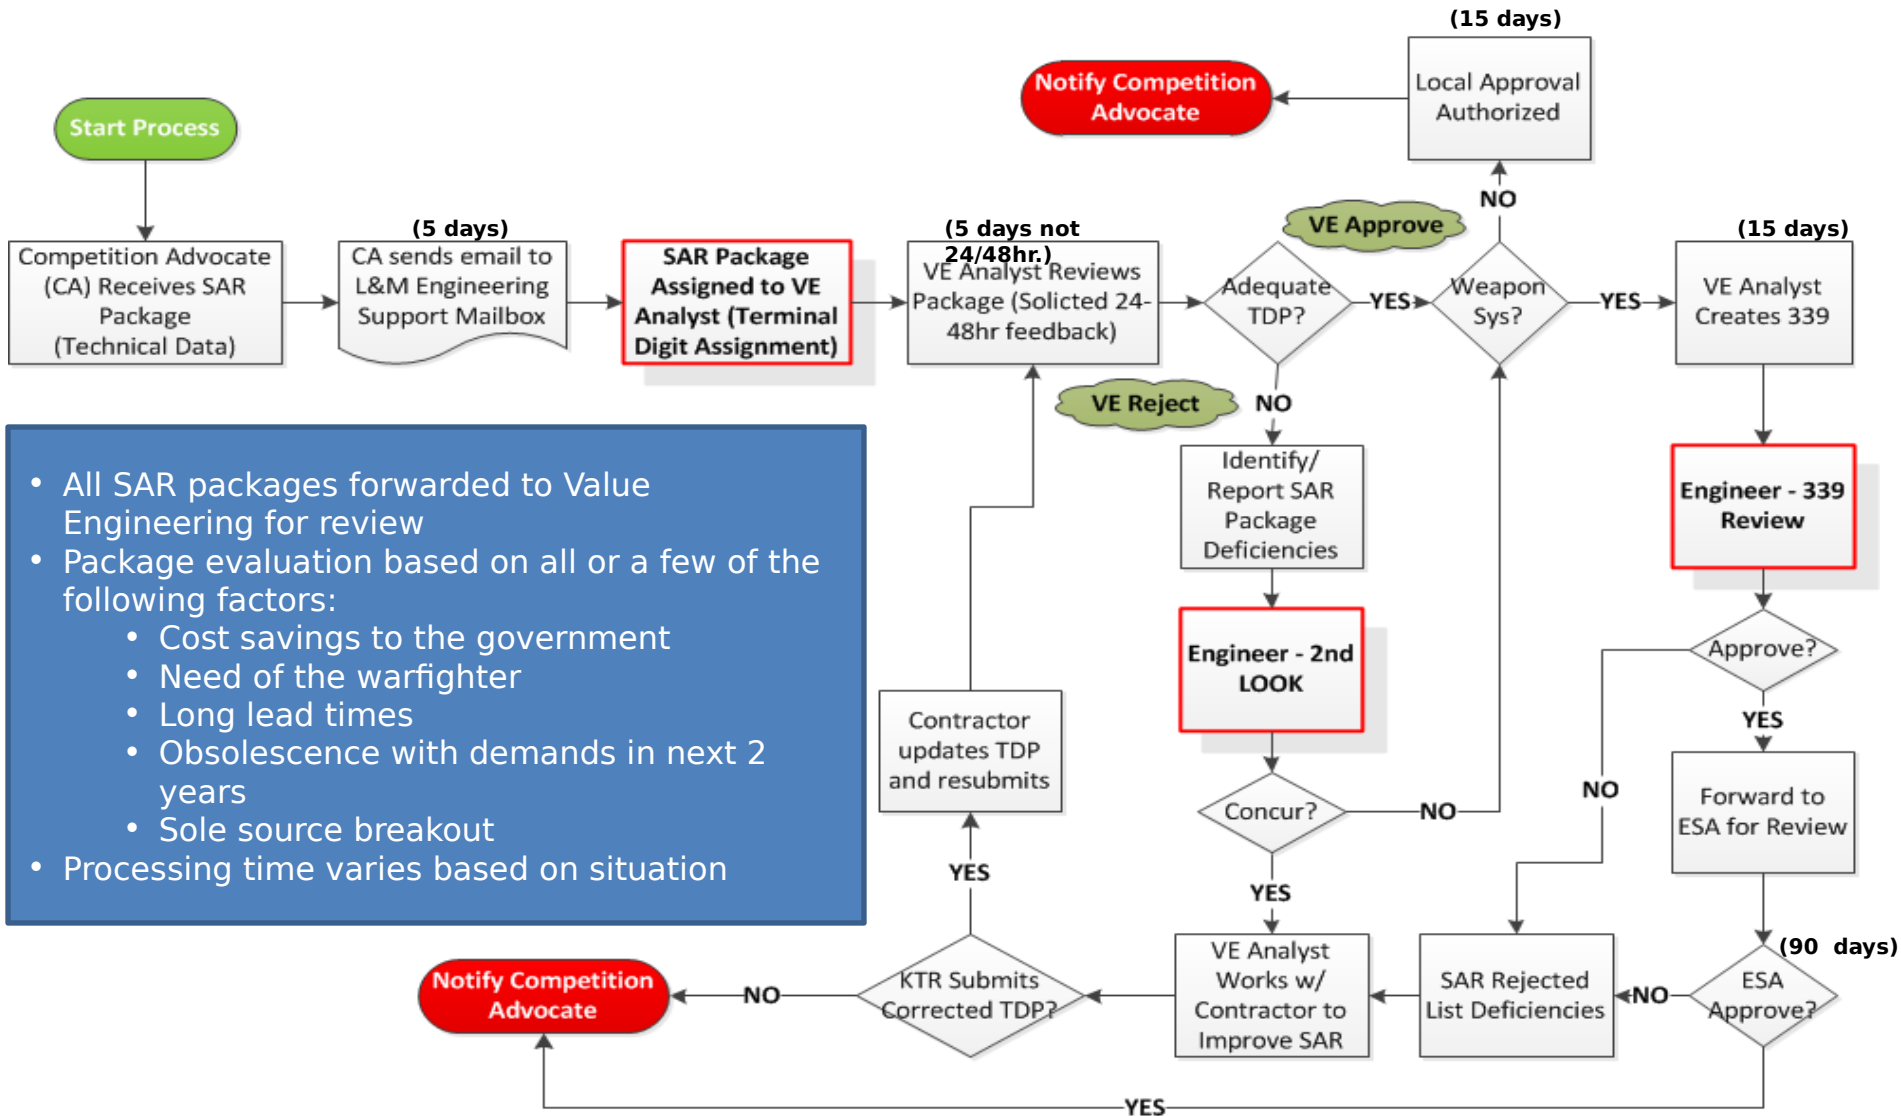 (15 days)
Notify Competition
Advocate
Local Approval
Authorized
Start Process
NO
VE Approve
(5 days)
(5 days not
24/48hr.)
(15 days)
Competition Advocate
(CA) Receives SAR
Package
(Technical Data)
CA sends email to
L&M Engineering
Support Mailbox
SAR Package
Assigned to VE
Analyst (Terminal
Digit Assignment)
VE Analyst Reviews
Package (Solicted 24-
48hr feedback)
Adequate
TDP?
YES
Weapon
Sys?
YES
VE Analyst
Creates 339
VE Reject
NO
Identify/
Report SAR
Package
Deficiencies
Engineer - 339
Review
• All SAR packages forwarded to Value
Engineering for review
• Package evaluation based on all or a few of the
following factors:
• Cost savings to the government
• Need of the warfighter
• Long lead times
• Obsolescence with demands in next 2
years
• Sole source breakout
• Processing time varies based on situation
Engineer - 2nd
LOOK
Approve?
YES
NO
Contractor
updates TDP
and resubmits
Concur?
NO
Forward to
ESA for Review
YES
YES
(90  days)
Notify Competition
Advocate
NO
KTR Submits
Corrected TDP?
VE Analyst
Works w/
Contractor to
Improve SAR
SAR Rejected
List Deficiencies
NO
ESA
Approve?
YES